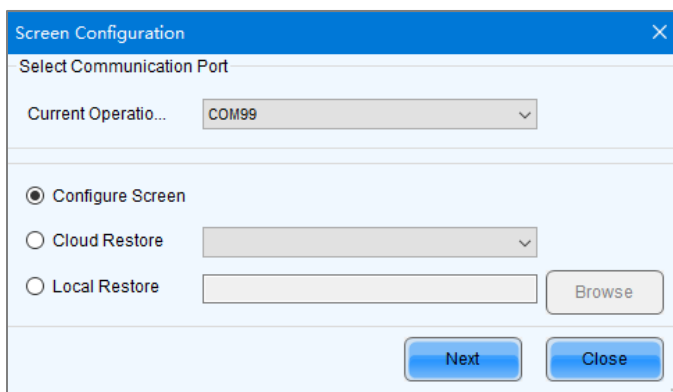 Screen Configuration
Select Communication Port
Current Operatio...
COM99
Configure Screen
Cloud Restore
Local Restore
Browse
Next
Close